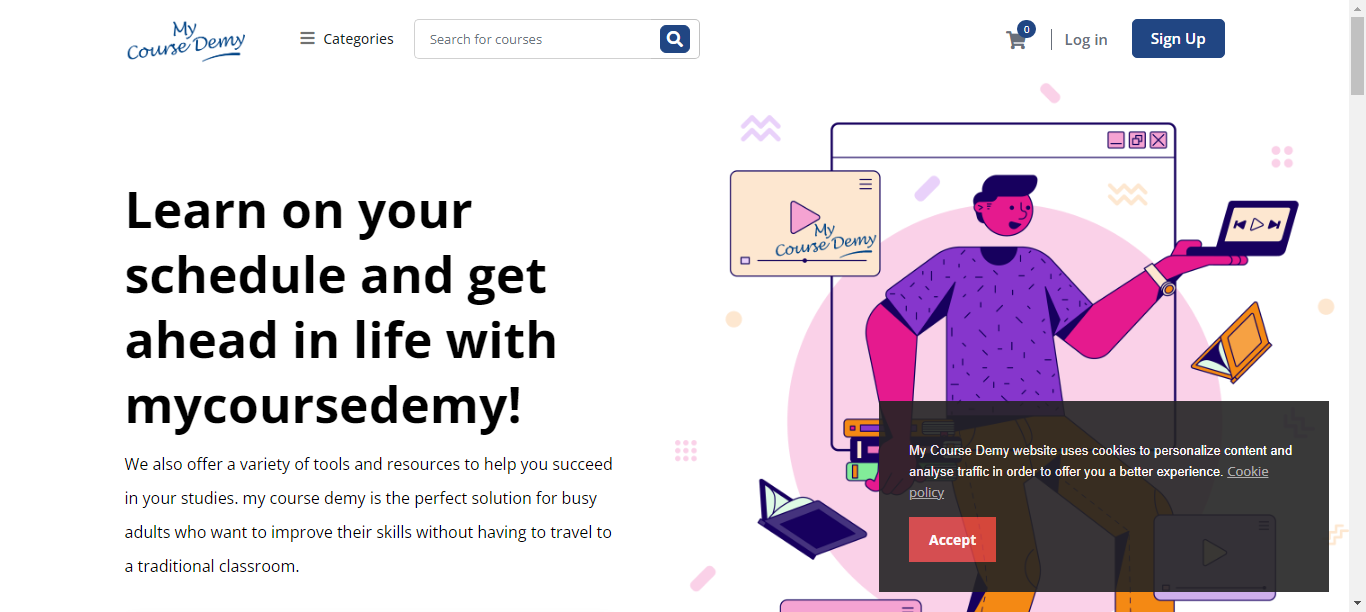 My
Course Demy
Categories
Search for courses
0
Log in
Sign Up
Learn on your
schedule and get
ahead in life with
mycoursedemy!
We also offer a variety of tools and resources to help you succeed
in your studies. my course demy is the perfect solution for busy
adults who want to improve their skills without having to travel to
a traditional classroom.
My
Course Demy
My Course Demy website uses cookies to personalize content and
analyse traffic in order to offer you a better experience. Cookie
policy
Accept